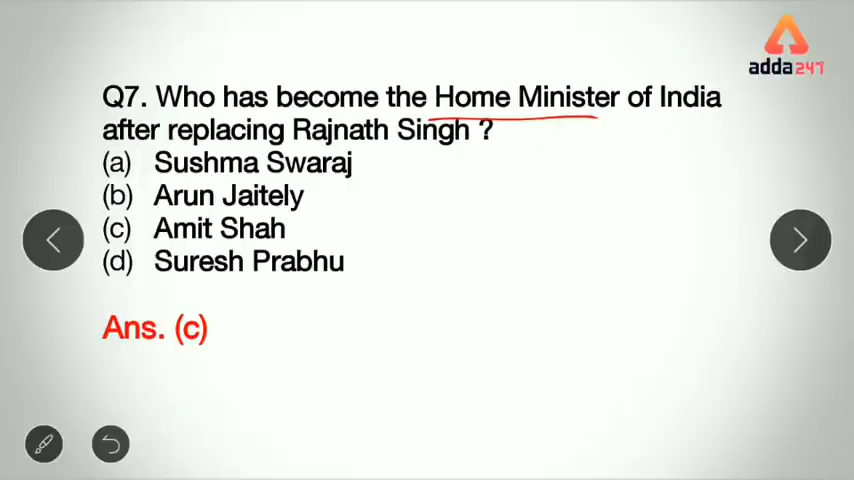 adda247
Q7. Who has become the Home Minister of India
after replacing Rajnath Singh ?
(a) Sushma Swaraj
(b) Arun Jaitely
(c) Amit Shah
(d) Suresh Prabhu
Ans. (c)